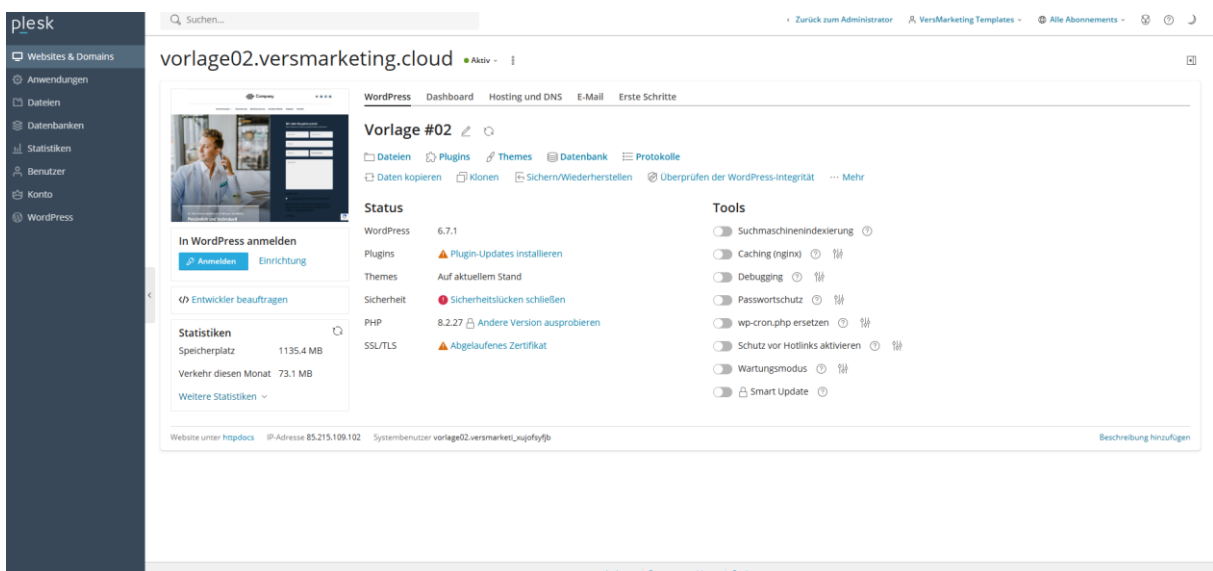 plesk
Suchen...
Zurück zum Administrator VersMarketing Templates Alle Abonnements
Websites & Domains
Anwendungen
Dateien
Datenbanken
Statistiken
Benutzer
Konto
WordPress
vorlage02.versmarketing.cloud Aktiv
Company
WordPress Dashboard Hosting und DNS E-Mail Erste Schritte
Vorlage #02
Dateien Plugins Themes Datenbank Protokolle
Daten kopieren Klonen Sichern/Wiederherstellen Überprüfen der WordPress-Integrität ··· Mehr
Persönlich und individuell
In WordPress anmelden
Anmelden Einrichtung
</> Entwickler beauftragen
Statistiken
Speicherplatz 1135.4 MB
Verkehr diesen Monat 73.1 MB
Weitere Statistiken
Status
WordPress 6.7.1
Plugins Plugin-Updates installieren
Themes Auf aktuellem Stand
Sicherheit Sicherheitslücken schließen
PHP 8.2.27 Andere Version ausprobieren
SSL/TLS Abgelaufenes Zertifikat
Tools
Suchmaschinenindexierung
Caching (nginx)
Debugging
Passwortschutz
wp-cron.php ersetzen
Schutz vor Hotlinks aktivieren
Wartungsmodus
Smart Update
Website unter httpdocs IP-Adresse 85.215.109.102 Systembenutzer vorlage02.versmarketi_xujofsyfjb
Beschreibung hinzufügen